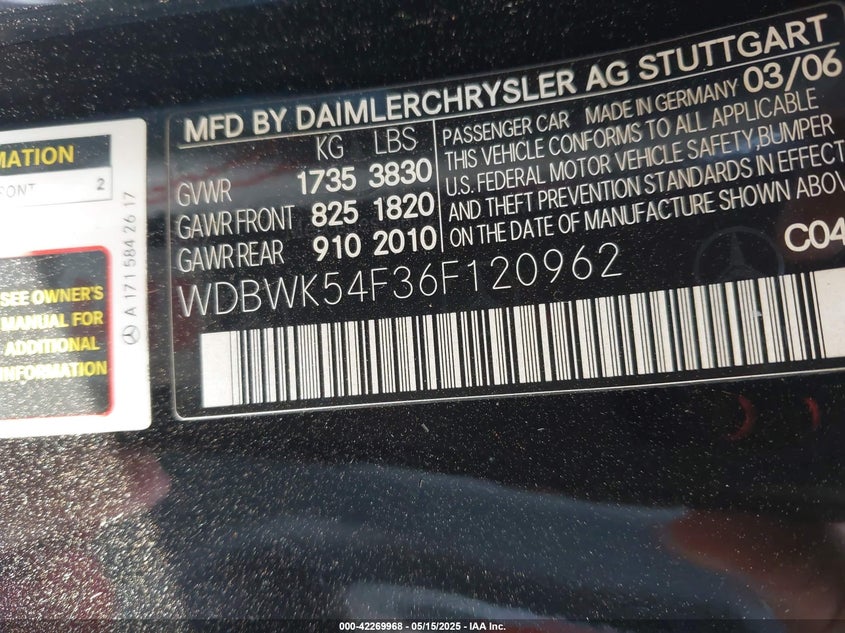 MATION
FRONT 2
SEE OWNER'S
MANUAL FOR
ADDITIONAL
INFORMATION
A 171 584 26 17
MFD BY DAIMLERCHRYSLER AG STUTTGART
KG LBS
GVWR 1735 3830
GAWR FRONT 825 1820
GAWR REAR 910 2010
PASSENGER CAR MADE IN GERMANY 03/06
THIS VEHICLE CONFORMS TO ALL APPLICABLE
U.S. FEDERAL MOTOR VEHICLE SAFETY,BUMPER
AND THEFT PREVENTION STANDARDS IN EFFECT
ON THE DATE OF MANUFACTURE SHOWN ABOV
C04
WDBWK54F36F120962
000-42269968 - 05/15/2025 - IAA Inc.